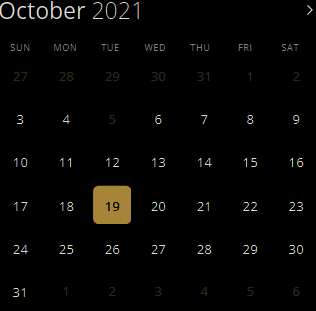 October 2021 >
SUN MON TUE WED THU FRI SAT
27 28 29 30 31 1 2
3 4 5 6 7 8 9
10 11 12 13 14 15 16
17 18 19 20 21 22 23
24 25 26 27 28 29 30
31 1 2 3 4 5 6